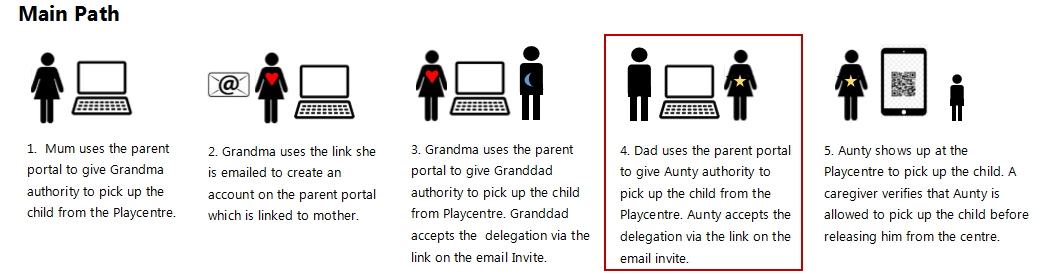 Main Path
@
1. Mum uses the parent
portal to give Grandma
authority to pick up the
child from the Playcentre.
2. Grandma uses the link she
is emailed to create an
account on the parent portal
which is linked to mother.
3. Grandma uses the parent
portal to give Granddad
authority to pick up the child
from Playcentre. Granddad
accepts the delegation via the
link on the email Invite.
4. Dad uses the parent portal
to give Aunty authority to
pick up the child from the
Playcentre. Aunty accepts the
delegation via the link on the
email invite.
5. Aunty shows up at the
Playcentre to pick up the child. A
caregiver verifies that Aunty is
allowed to pick up the child before
releasing him from the centre.